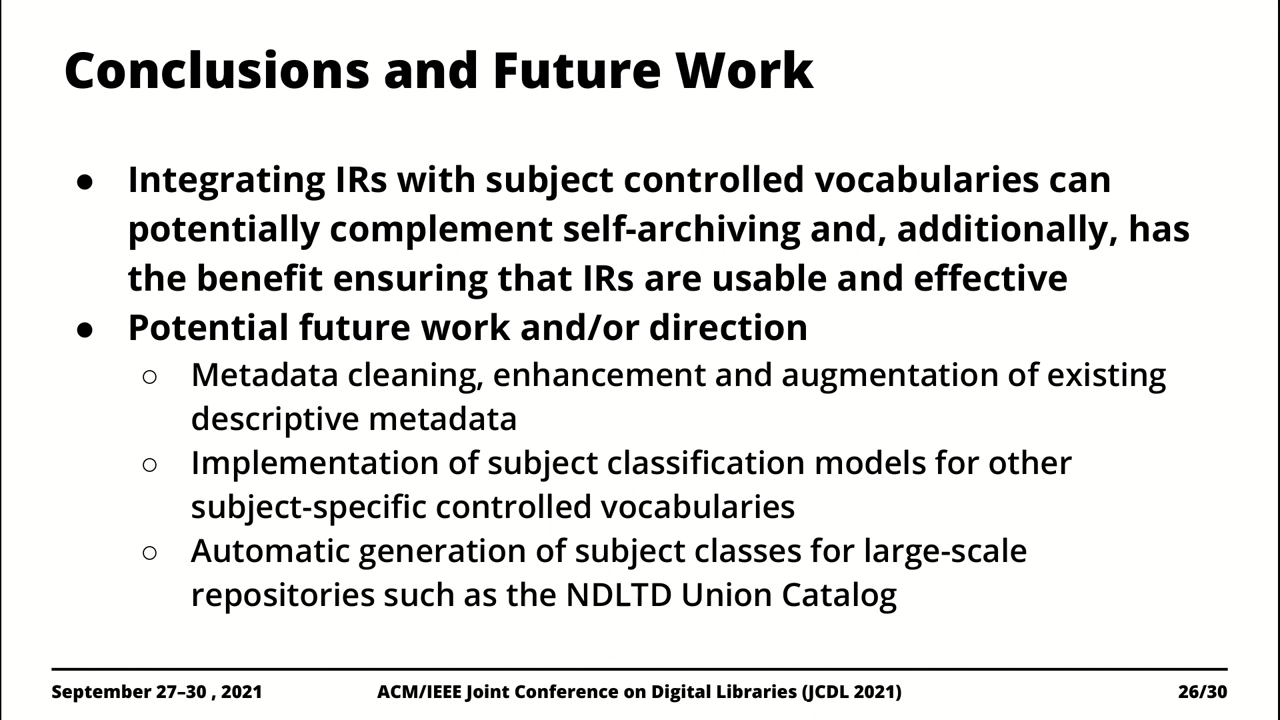 Conclusions and Future Work
● Integrating IRs with subject controlled vocabularies can
potentially complement self-archiving and, additionally, has
the benefit ensuring that IRs are usable and effective
● Potential future work and/or direction
○ Metadata cleaning, enhancement and augmentation of existing
descriptive metadata
○ Implementation of subject classification models for other
subject-specific controlled vocabularies
○ Automatic generation of subject classes for large-scale
repositories such as the NDLTD Union Catalog
September 27–30 , 2021 ACM/IEEE Joint Conference on Digital Libraries (JCDL 2021) 26/30